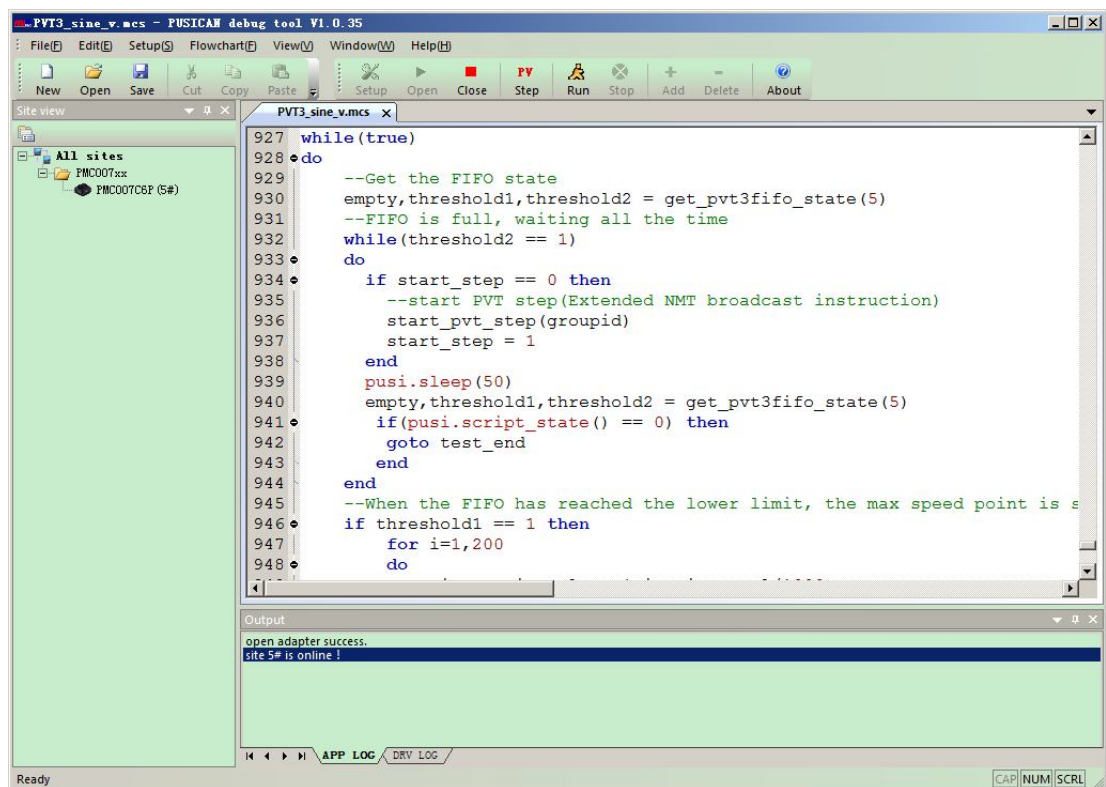 PVT3_sine_v.mcs - PUSICAN debug tool V1.0.35
File(F) Edit(E) Setup(S) Flowchart(F) View(V) Window(W) Help(H)
New Open Save Cut Copy Paste Setup Open Close PV Step Run Stop Add Delete About
Site view
PVT3_sine_v.mcs x
All sites
PMC007xx
PMC007C6P (5#)
927 while(true)
928 do
929 --Get the FIFO state
930 empty,threshold1,threshold2 = get_pvt3fifo_state(5)
931 --FIFO is full, waiting all the time
932 while(threshold2 == 1)
933 do
934 if start_step == 0 then
935 --start PVT step(Extended NMT broadcast instruction)
936 start_pvt_step(groupid)
937 start_step = 1
938 end
939 pusi.sleep(50)
940 empty,threshold1,threshold2 = get_pvt3fifo_state(5)
941 if(pusi.script_state() == 0) then
942 goto test_end
943 end
944 end
945 --When the FIFO has reached the lower limit, the max speed point is s
946 if threshold1 == 1 then
947 for i=1,200
948 do
Output
open adapter success.
site 5# is online !
APP LOG DRV LOG
Ready CAP NUM SCRL